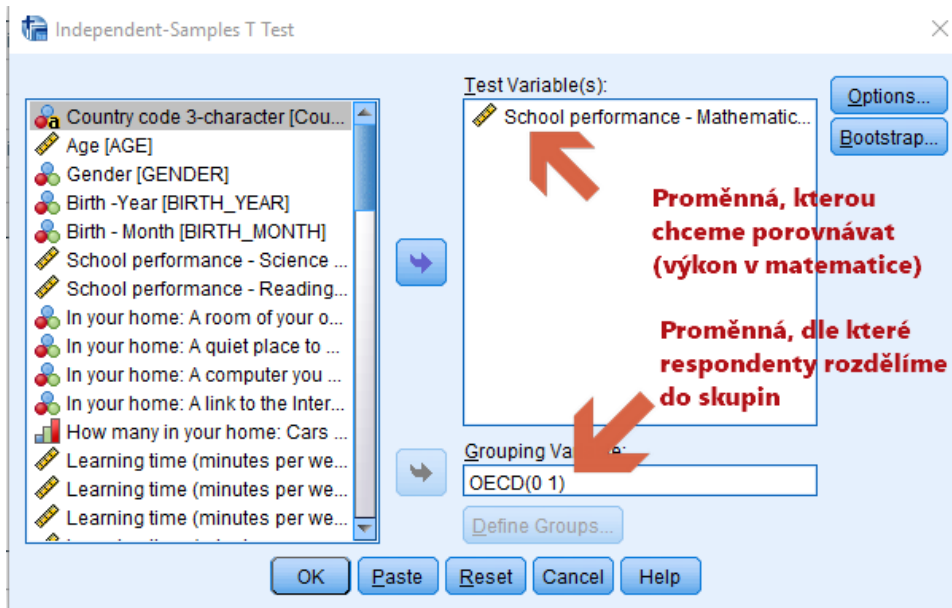 Independent-Samples T Test
Test Variable(s):
School performance - Mathematic...
Options...
Bootstrap...
Country code 3-character [Cou...
Age [AGE]
Gender [GENDER]
Birth -Year [BIRTH_YEAR]
Birth - Month [BIRTH_MONTH]
School performance - Science ...
School performance - Reading...
In your home: A room of your o...
In your home: A quiet place to ...
In your home: A computer you ...
In your home: A link to the Inter...
How many in your home: Cars ...
Learning time (minutes per we...
Learning time (minutes per we...
Learning time (minutes per we...
Proměnná, kterou
chceme porovnávat
(výkon v matematice)
Proměnná, dle které
respondenty rozdělíme
do skupin
Grouping Va
OECD(0 1)
Define Groups...
OK
Paste
Reset
Cancel
Help